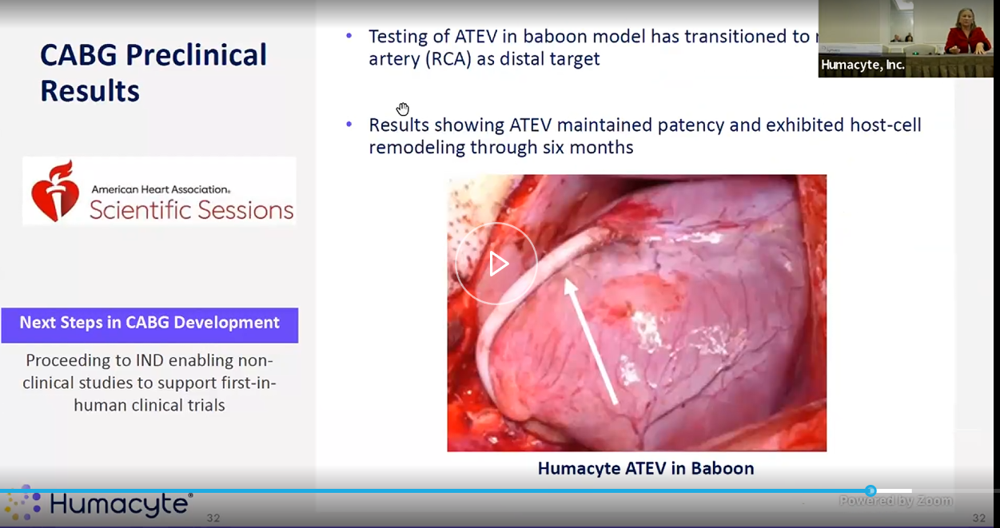 CABG Preclinical
Results
American Heart Association®
Scientific Sessions
Next Steps in CABG Development
Proceeding to IND enabling non-
clinical studies to support first-in-
human clinical trials
• Testing of ATEV in baboon model has transitioned to
artery (RCA) as distal target
• Results showing ATEV maintained patency and exhibited host-cell
remodeling through six months
Humacyte ATEV in Baboon
Humacyte, Inc.
Humacyte®
32
Powered by Zoom
32